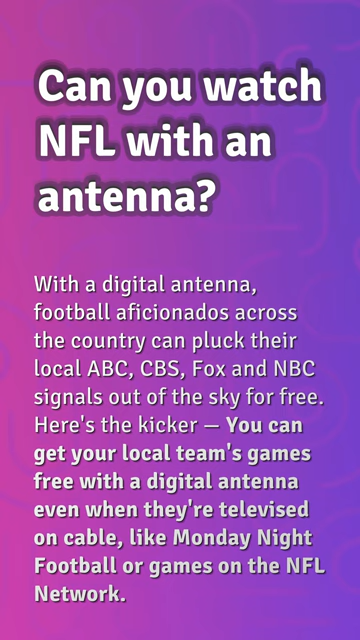 Can you watch
NFL with an
antenna?
With a digital antenna,
football aficionados across
the country can pluck their
local ABC, CBS, Fox and NBC
signals out of the sky for free.
Here's the kicker — You can
get your local team's games
free with a digital antenna
even when they're televised
on cable, like Monday Night
Football or games on the NFL
Network.